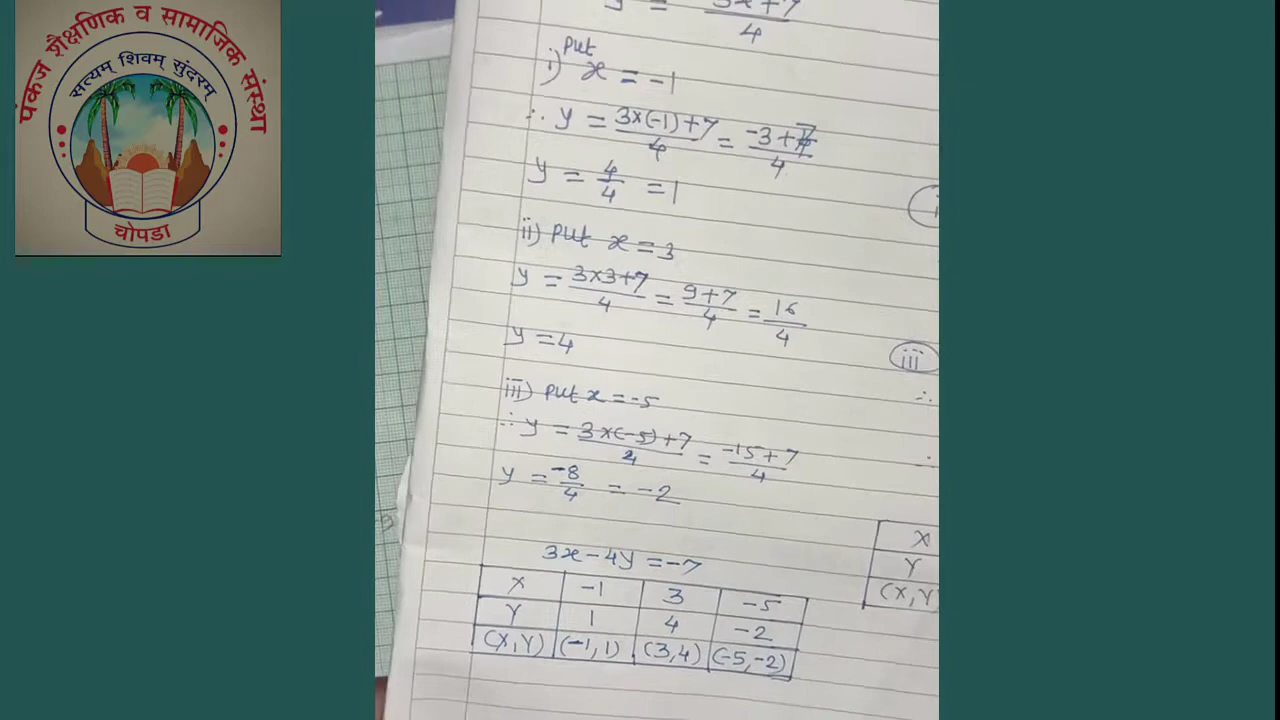 पंकज शैक्षणिक व सामाजिक संस्था
सत्यम् शिवम् सुंदरम्
चोपडा
y = 3x+7/4
i) put x = -1
∴ y = 3×(-1)+7/4 = -3+7/4
y = 4/4 = 1
ii) put x = 3
y = 3×3+7/4 = 9+7/4 = 16/4
y = 4
iii) put x = -5
∴ y = 3×(-5)+7/4 = -15+7/4
y = -8/4 = -2
3x-4y = -7
X -1 3 -5
Y 1 4 -2
(X,Y) (-1,1) (3,4) (-5,-2)
i
iii
∴
∴
X
Y
(X,Y)